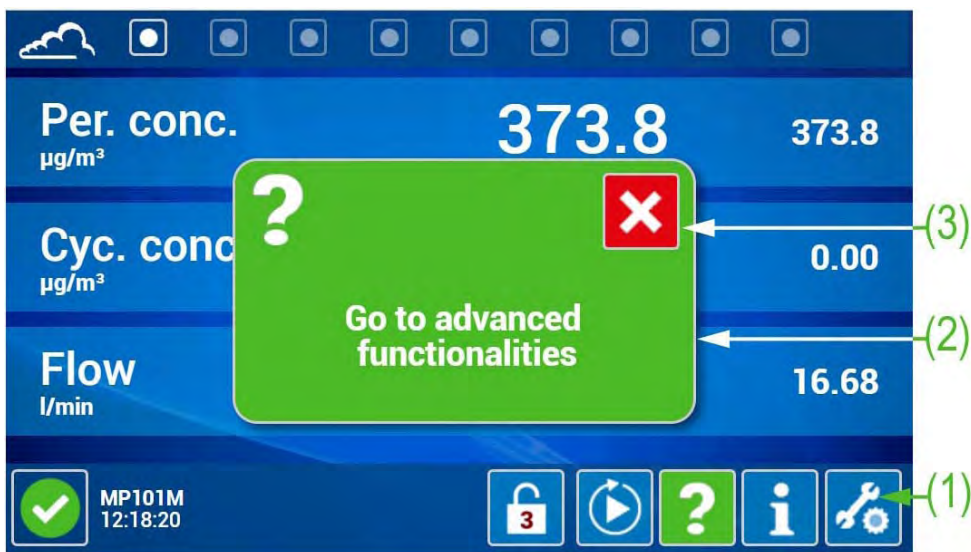 Per. conc.
µg/m³
373.8
373.8
?
Cyc. conc
µg/m³
0.00
Go to advanced
functionalities
Flow
l/min
16.68
MP101M
12:18:20
3
?
i
(3)
(2)
(1)